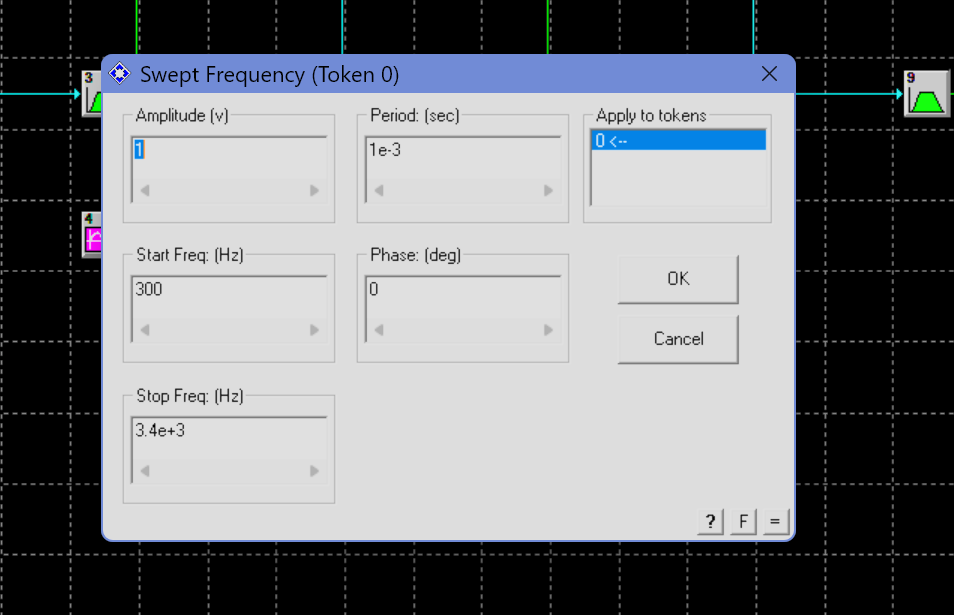 3
9
Swept Frequency (Token 0)
Amplitude (v)
Period: (sec)
Apply to tokens
1
1e-3
0 <--
4
Start Freq: (Hz)
Phase: (deg)
300
0
OK
Cancel
Stop Freq: (Hz)
3.4e+3
? F =